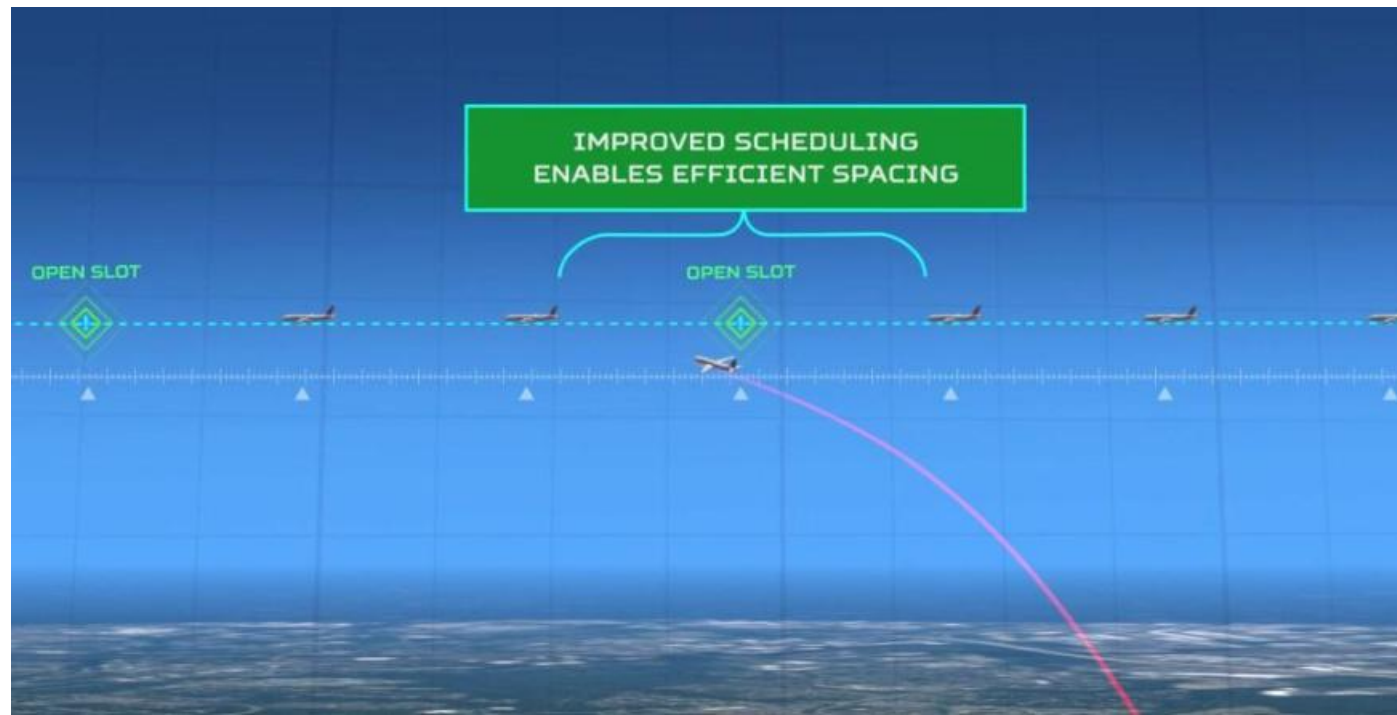 IMPROVED SCHEDULING
ENABLES EFFICIENT SPACING
OPEN SLOT
OPEN SLOT